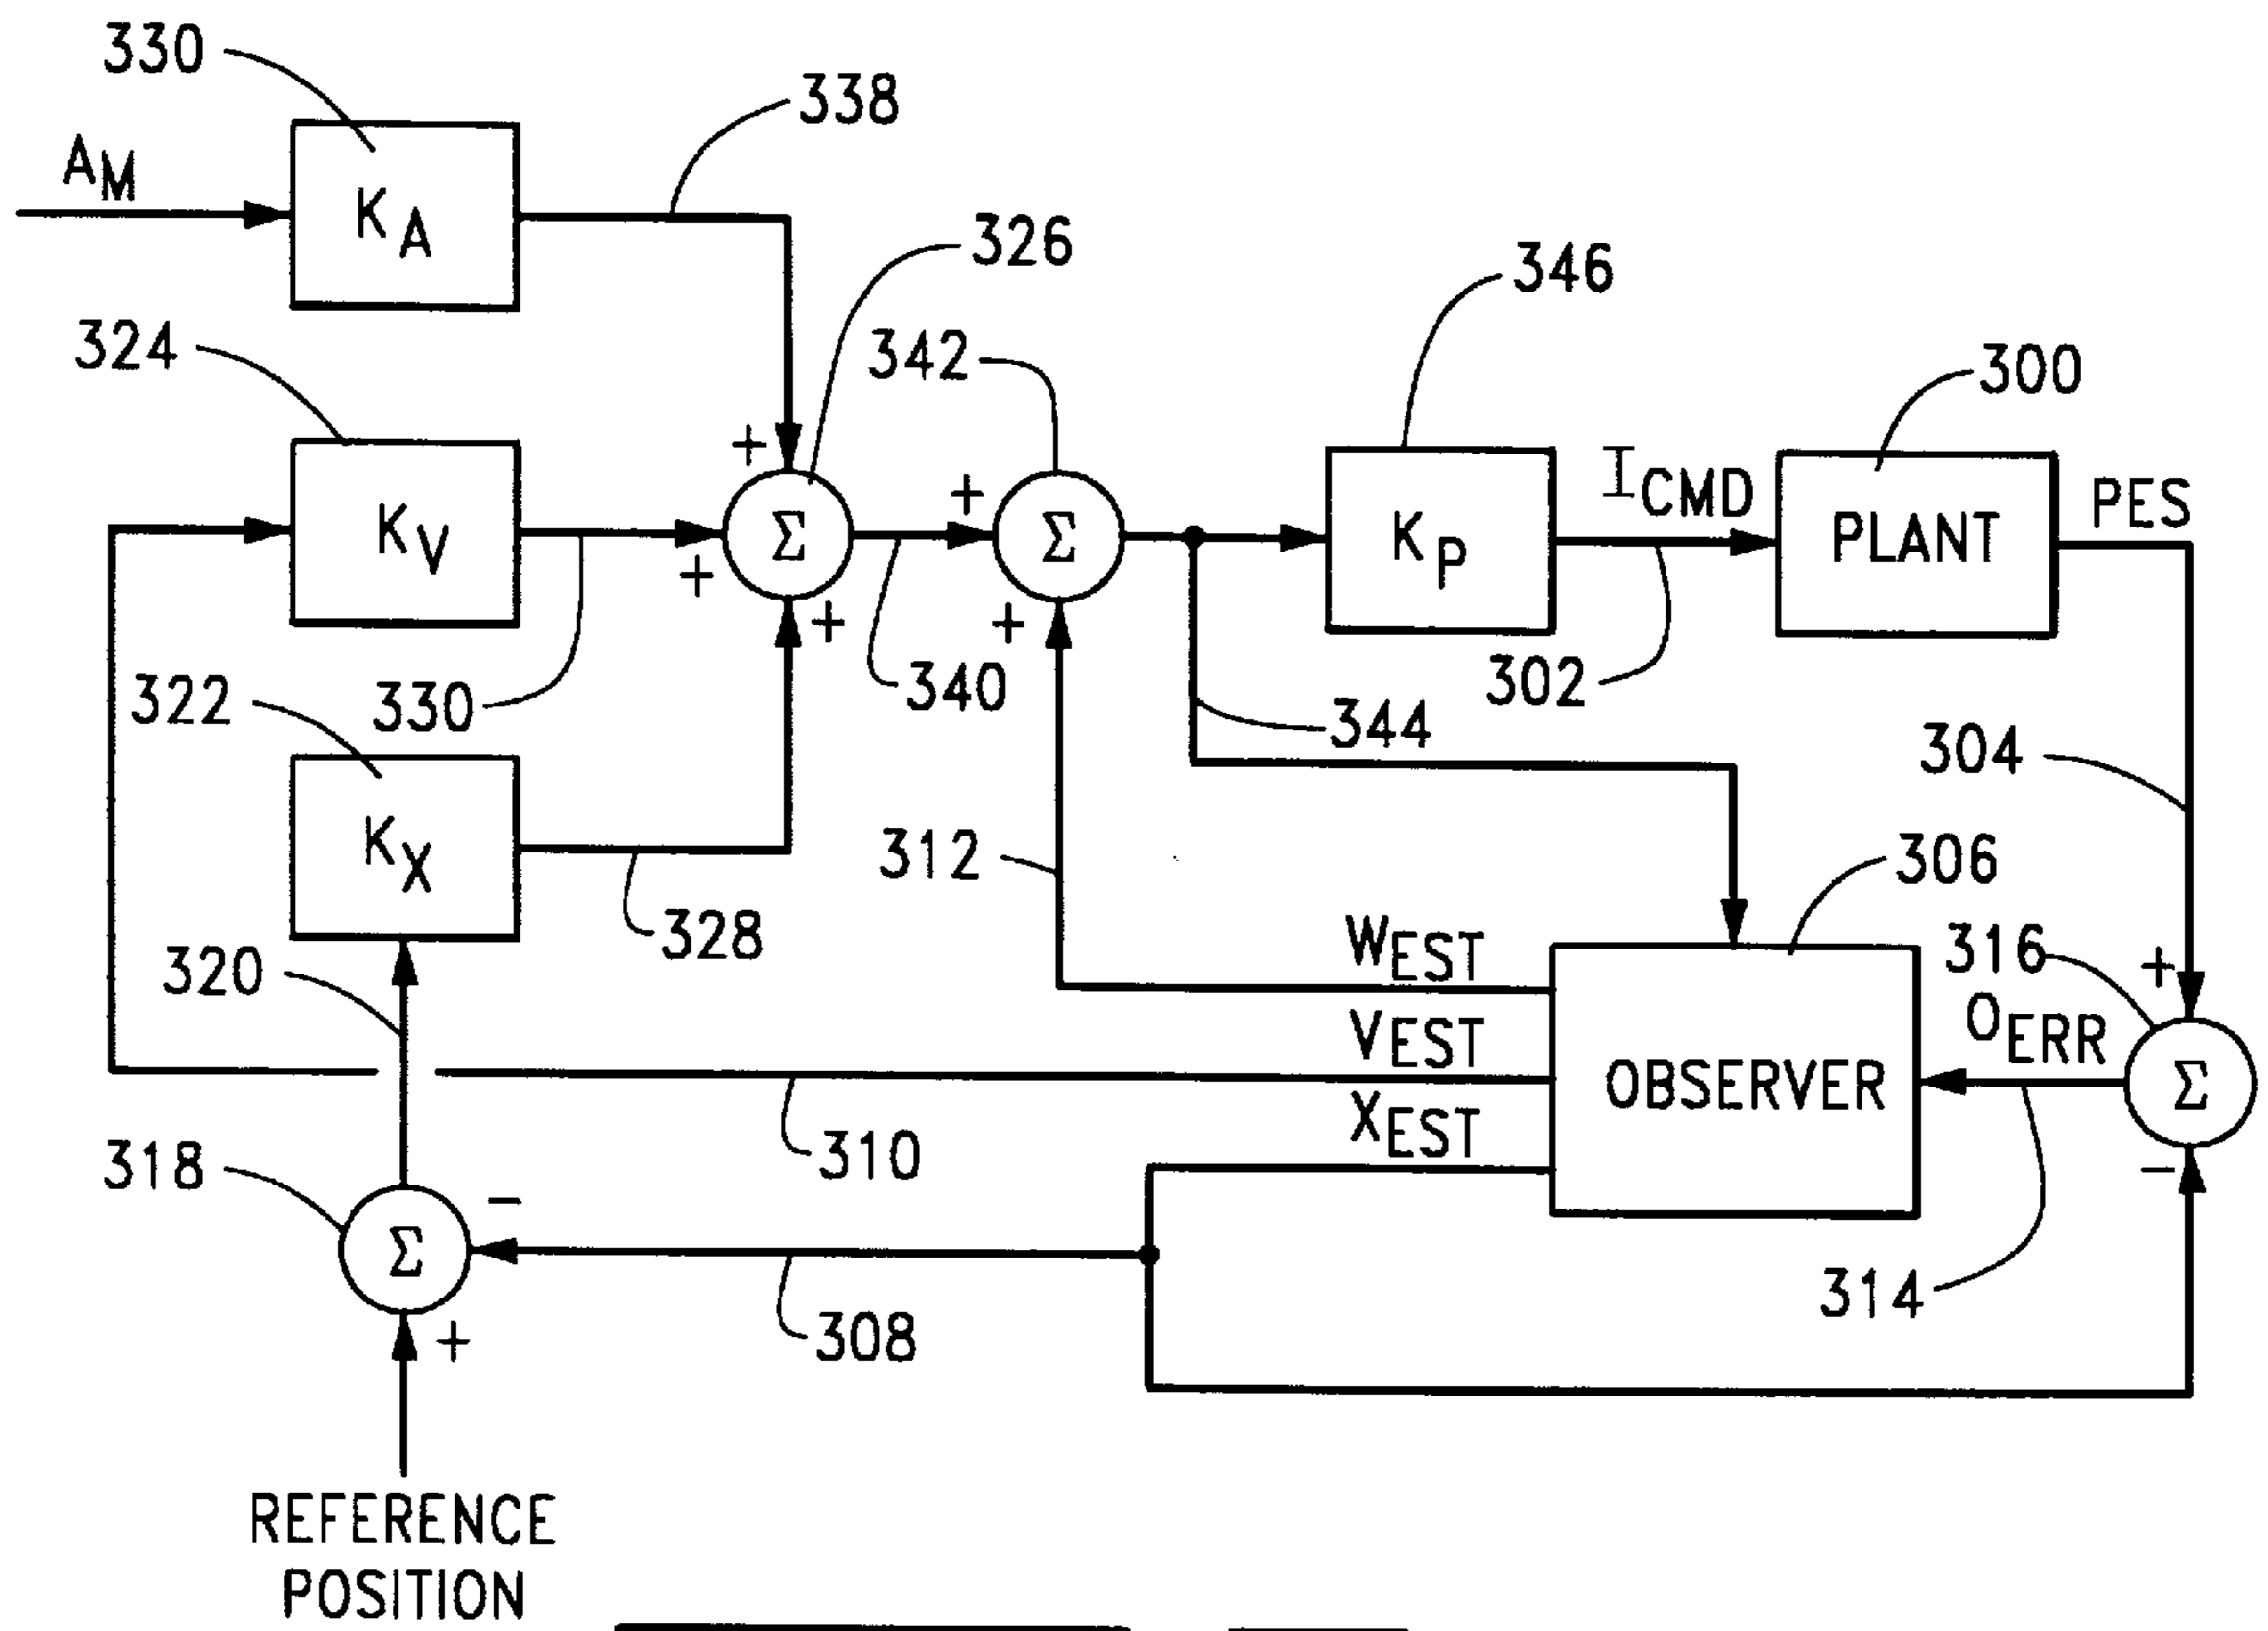 330
338
AM
KA
326
346
324
342
300
ICMD
PES
+
+
KV
Σ
Σ
KP
PLANT
+
+
+
322
330
340
302
344
304
KX
312
306
328
WEST
316
+
320
OERR
VEST
OBSERVER
Σ
XEST
310
318
−
−
Σ
314
308
+
REFERENCE
POSITION